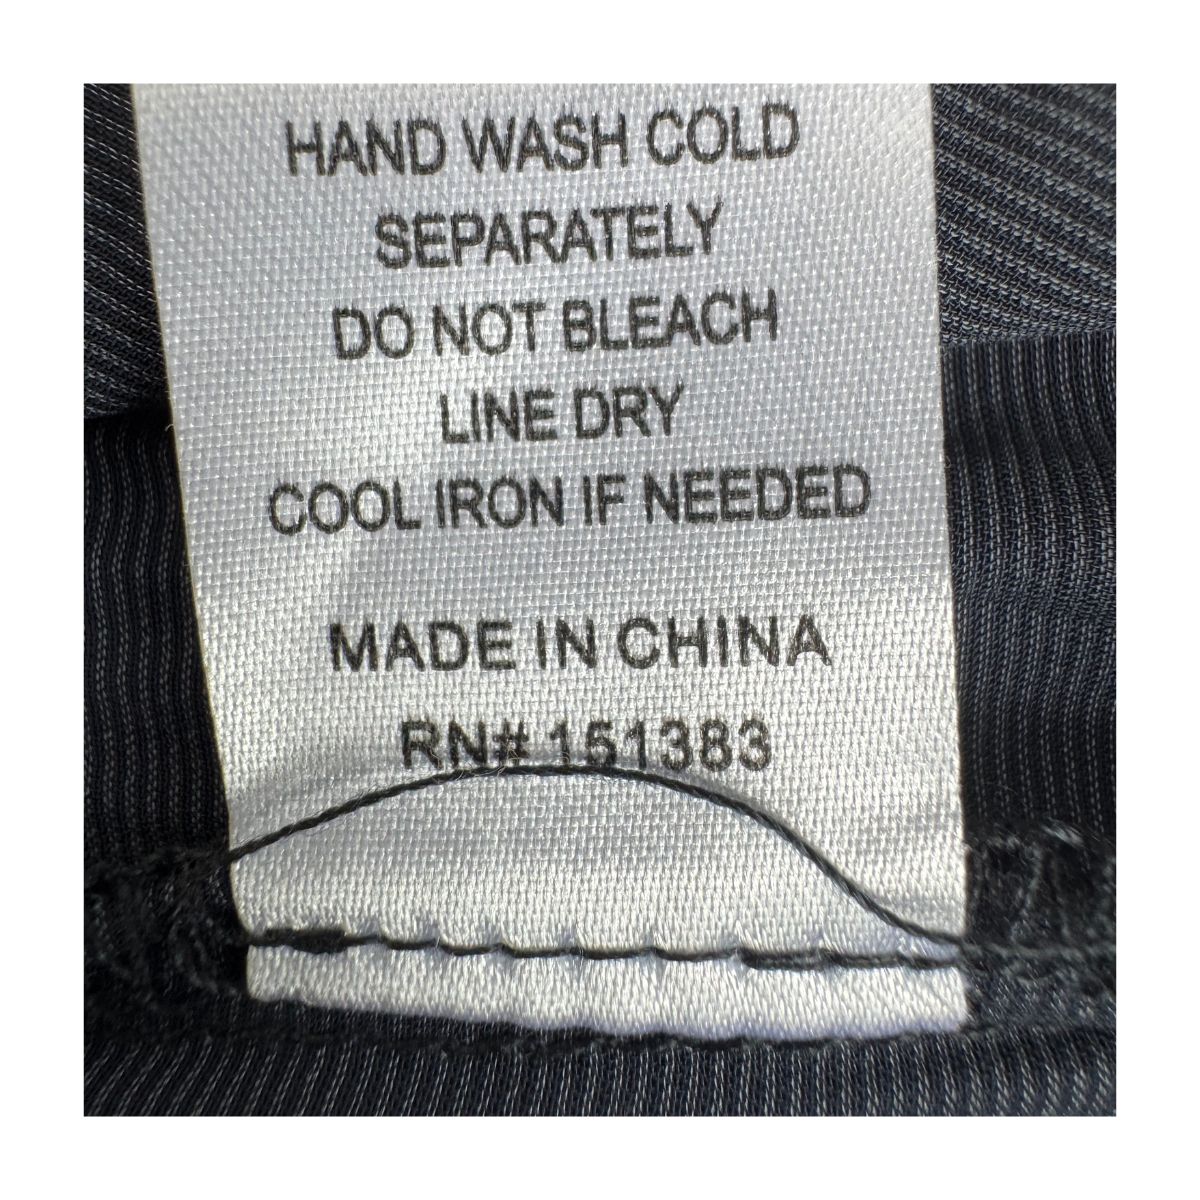 HAND WASH COLD
SEPARATELY
DO NOT BLEACH
LINE DRY
COOL IRON IF NEEDED
MADE IN CHINA
RN# 151383